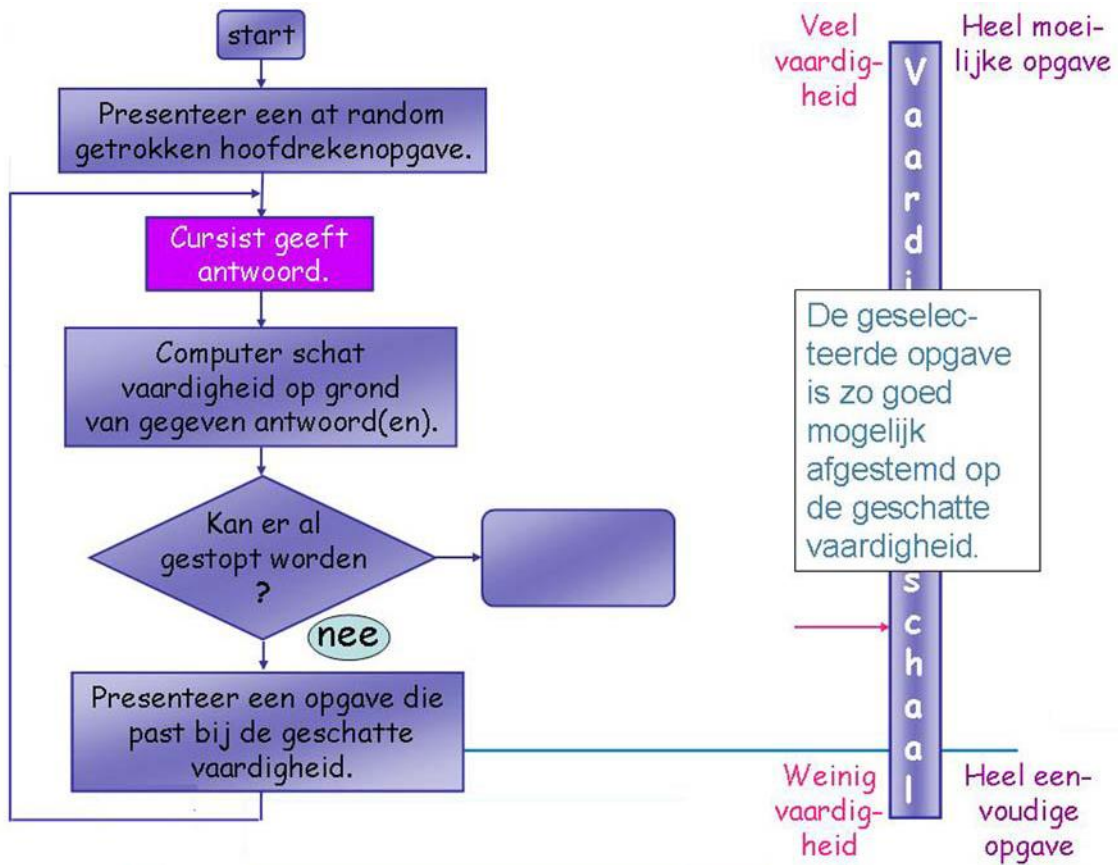 start
Presenteer een at random
getrokken hoofdrekenopgave.
Cursist geeft
antwoord.
Computer schat
vaardigheid op grond
van gegeven antwoord(en).
Kan er al
gestopt worden
?
nee
Presenteer een opgave die
past bij de geschatte
vaardigheid.
Veel
vaardig-
heid
Heel moei-
lijke opgave
Vaardi
schaal
De geselec-
teerde opgave
is zo goed
mogelijk
afgestemd op
de geschatte
vaardigheid.
Weinig
vaardig-
heid
Heel een-
voudige
opgave